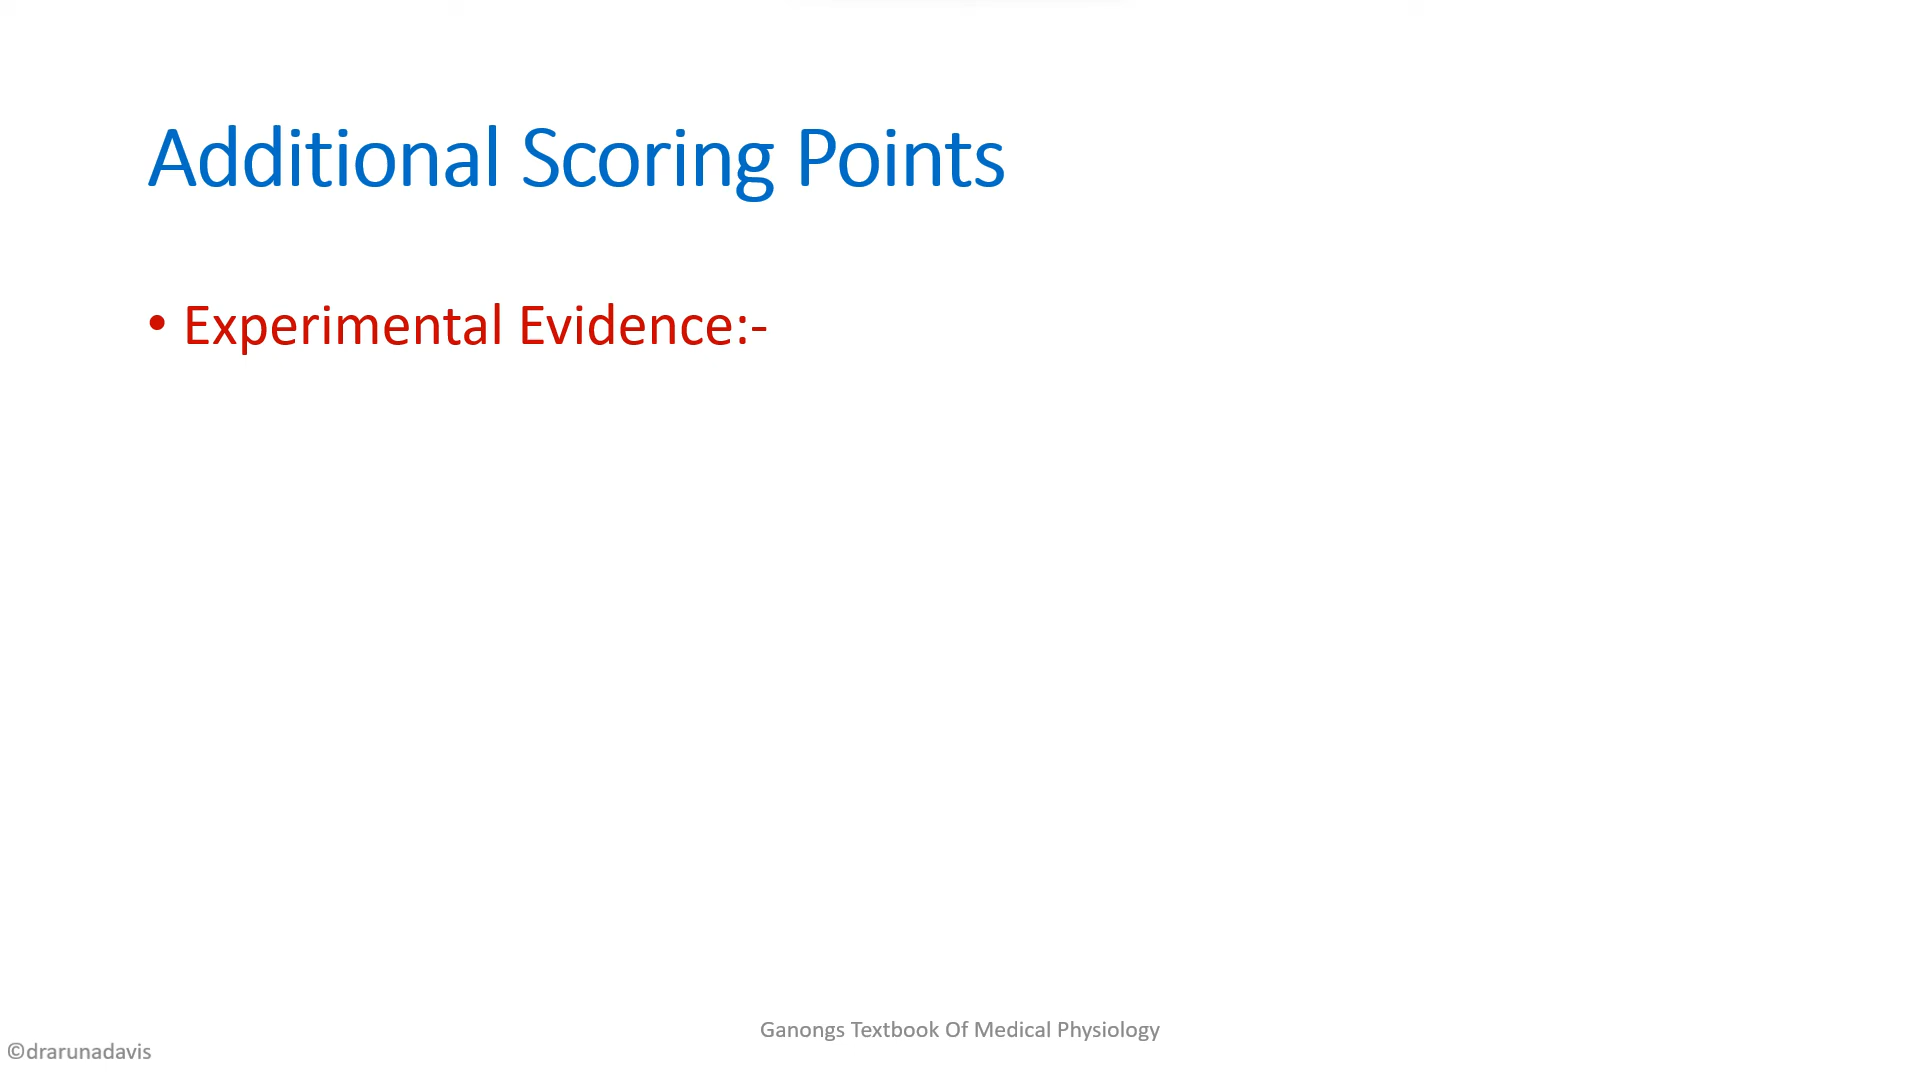 Additional Scoring Points
• Experimental Evidence:-
Ganongs Textbook Of Medical Physiology
©drarunadavis